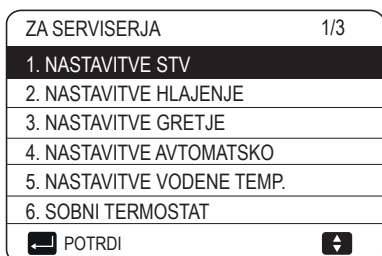 ZA SERVISERJA 1/3
1. NASTAVITVE STV
2. NASTAVITVE HLAJENJE
3. NASTAVITVE GRETJE
4. NASTAVITVE AVTOMATSKO
5. NASTAVITVE VODENE TEMP.
6. SOBNI TERMOSTAT
POTRDI